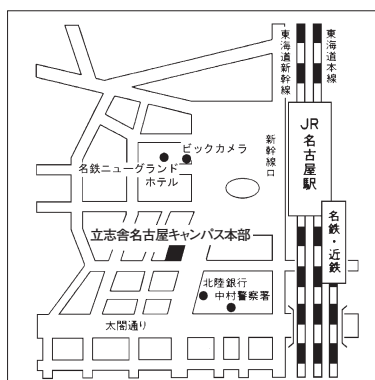 東海道新幹線
東海道本線
JR名古屋駅
新幹線口
ビックカメラ
名鉄ニューグランド
ホテル
名鉄・近鉄
立志舎名古屋キャンパス本部
北陸銀行
中村警察署
太閤通り